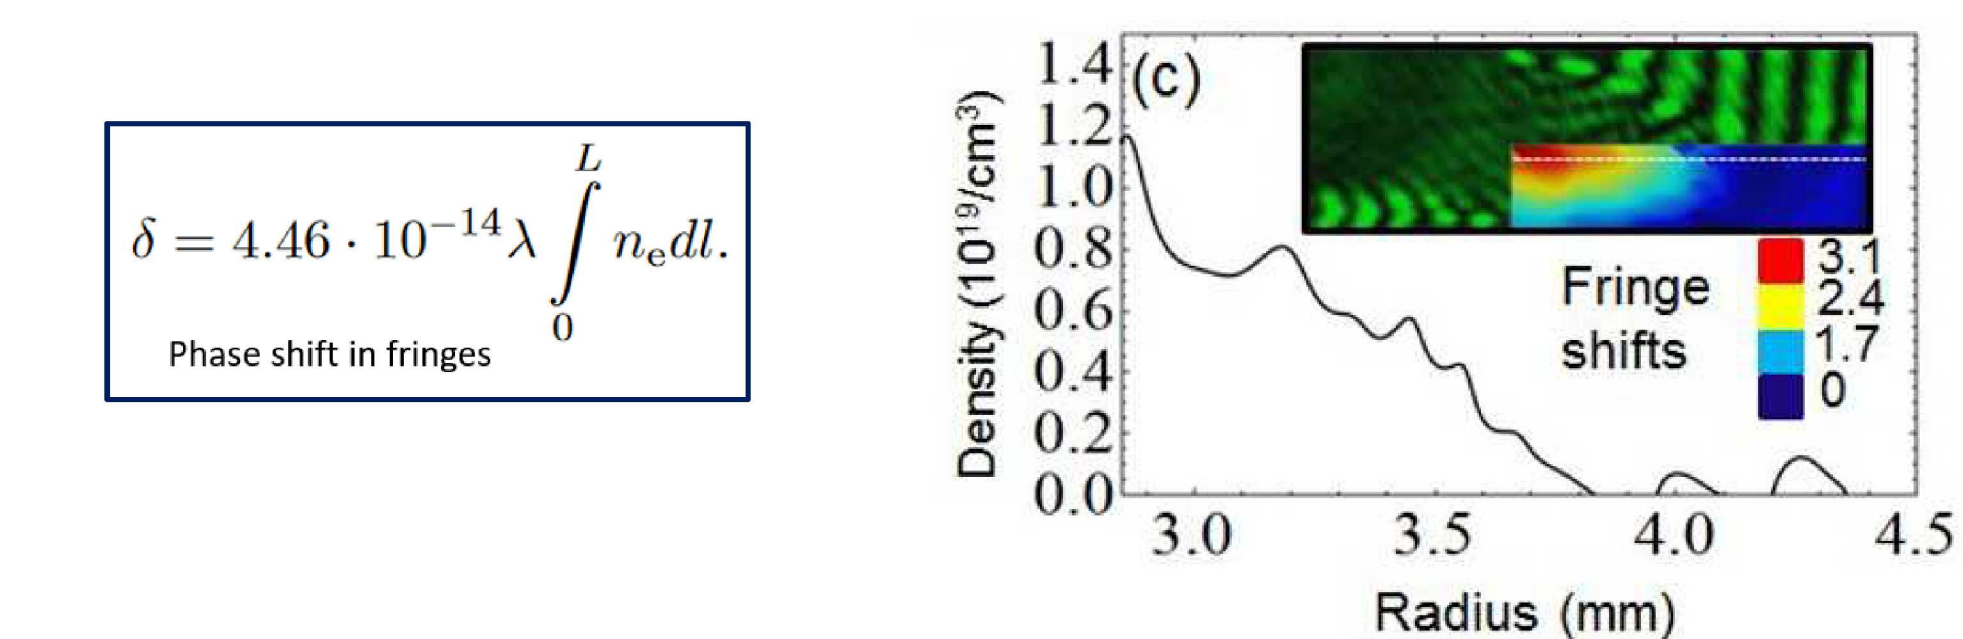 δ = 4.46 · 10⁻¹⁴ λ ∫₀ᴸ nₑdl.
Phase shift in fringes
(c)
Density (10¹⁹/cm³)
1.4
1.2
1.0
0.8
0.6
0.4
0.2
0.0
Fringe
shifts
3.1
2.4
1.7
0
3.0 3.5 4.0 4.5
Radius (mm)